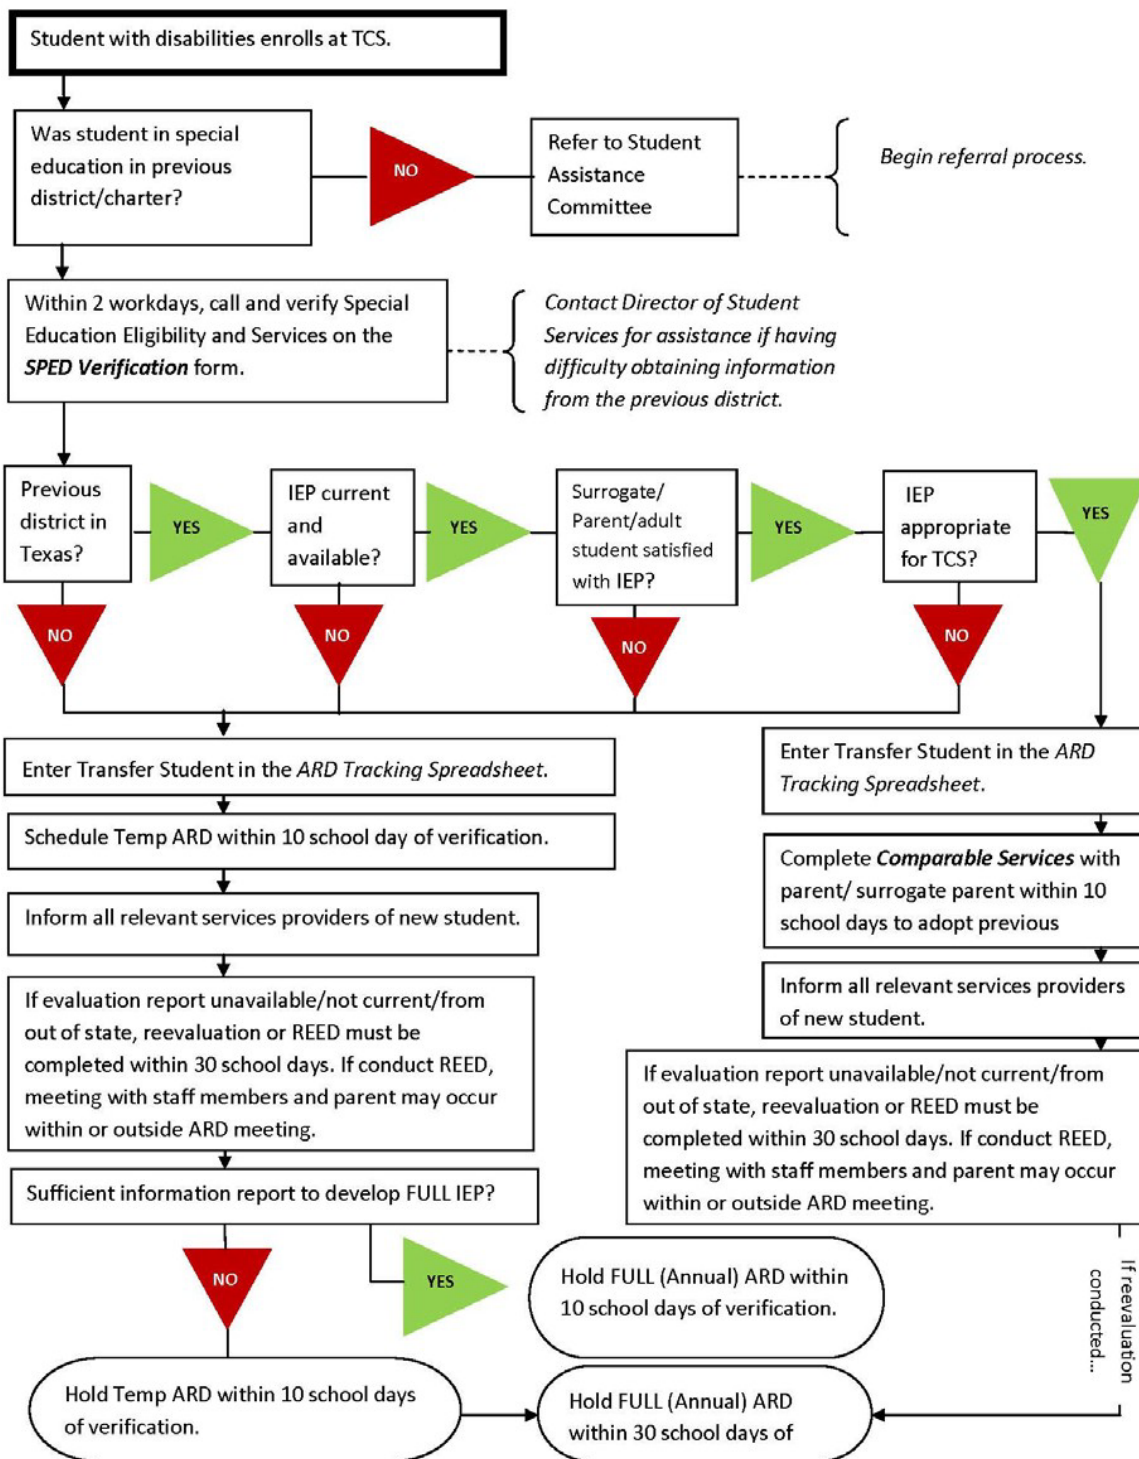 Student with disabilities enrolls at TCS.
Was student in special
education in previous
district/charter?
NO
Refer to Student
Assistance
Committee
Begin referral process.
Within 2 workdays, call and verify Special
Education Eligibility and Services on the
SPED Verification form.
Contact Director of Student
Services for assistance if having
difficulty obtaining information
from the previous district.
Previous
district in
Texas?
YES
IEP current
and
available?
YES
Surrogate/
Parent/adult
student satisfied
with IEP?
YES
IEP
appropriate
for TCS?
YES
NO
NO
NO
NO
Enter Transfer Student in the ARD Tracking Spreadsheet.
Schedule Temp ARD within 10 school day of verification.
Inform all relevant services providers of new student.
If evaluation report unavailable/not current/from
out of state, reevaluation or REED must be
completed within 30 school days. If conduct REED,
meeting with staff members and parent may occur
within or outside ARD meeting.
Sufficient information report to develop FULL IEP?
NO
YES
Hold FULL (Annual) ARD within
10 school days of verification.
Hold Temp ARD within 10 school days
of verification.
Hold FULL (Annual) ARD
within 30 school days of
Enter Transfer Student in the ARD
Tracking Spreadsheet.
Complete Comparable Services with
parent/ surrogate parent within 10
school days to adopt previous
Inform all relevant services providers
of new student.
If evaluation report unavailable/not current/from
out of state, reevaluation or REED must be
completed within 30 school days. If conduct REED,
meeting with staff members and parent may occur
within or outside ARD meeting.
If reevaluation
conducted...